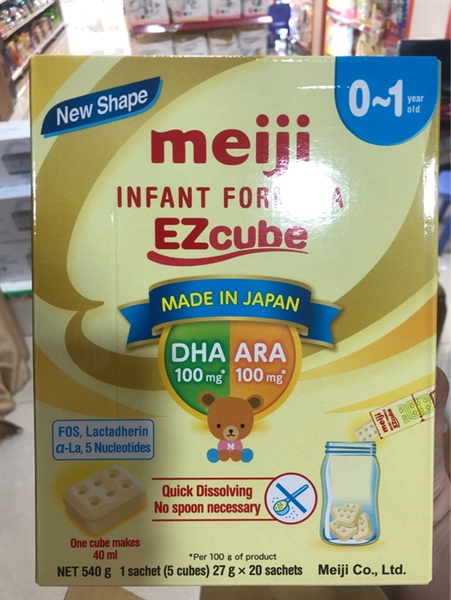 New Shape
0~1 year old
meiji
INFANT FORMULA
EZcube
MADE IN JAPAN
DHA ARA
100 mg* 100 mg*
meiji
M
FOS, Lactadherin
α-La, 5 Nucleotides
Quick Dissolving
No spoon necessary
One cube makes
40 ml
*Per 100 g of product
NET 540 g 1 sachet (5 cubes) 27 g × 20 sachets Meiji Co., Ltd.